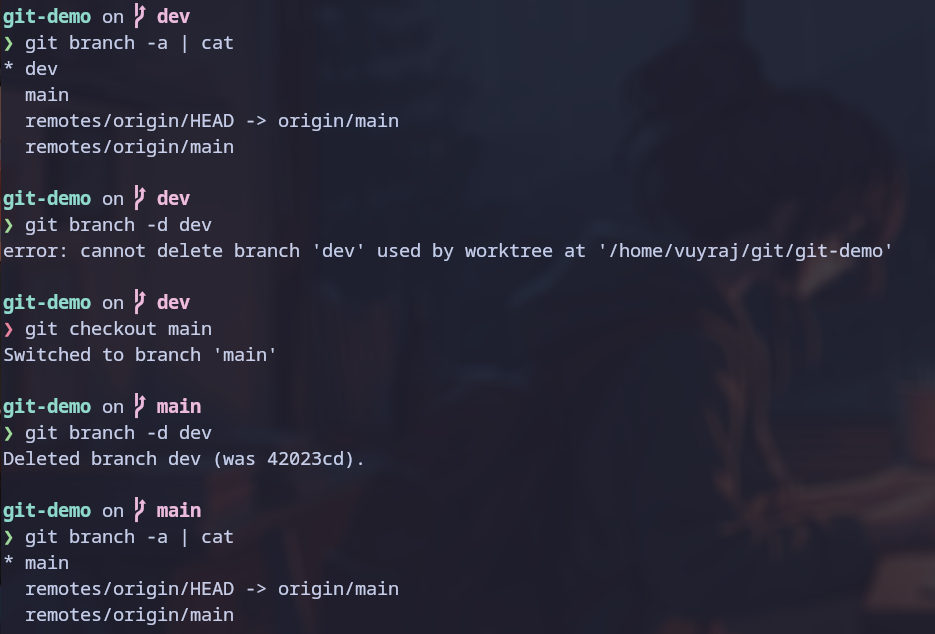 git-demo on dev
❯ git branch -a | cat
* dev
  main
  remotes/origin/HEAD -> origin/main
  remotes/origin/main
git-demo on dev
❯ git branch -d dev
error: cannot delete branch 'dev' used by worktree at '/home/vuyraj/git/git-demo'
git-demo on dev
❯ git checkout main
Switched to branch 'main'
git-demo on main
❯ git branch -d dev
Deleted branch dev (was 42023cd).
git-demo on main
❯ git branch -a | cat
* main
  remotes/origin/HEAD -> origin/main
  remotes/origin/main